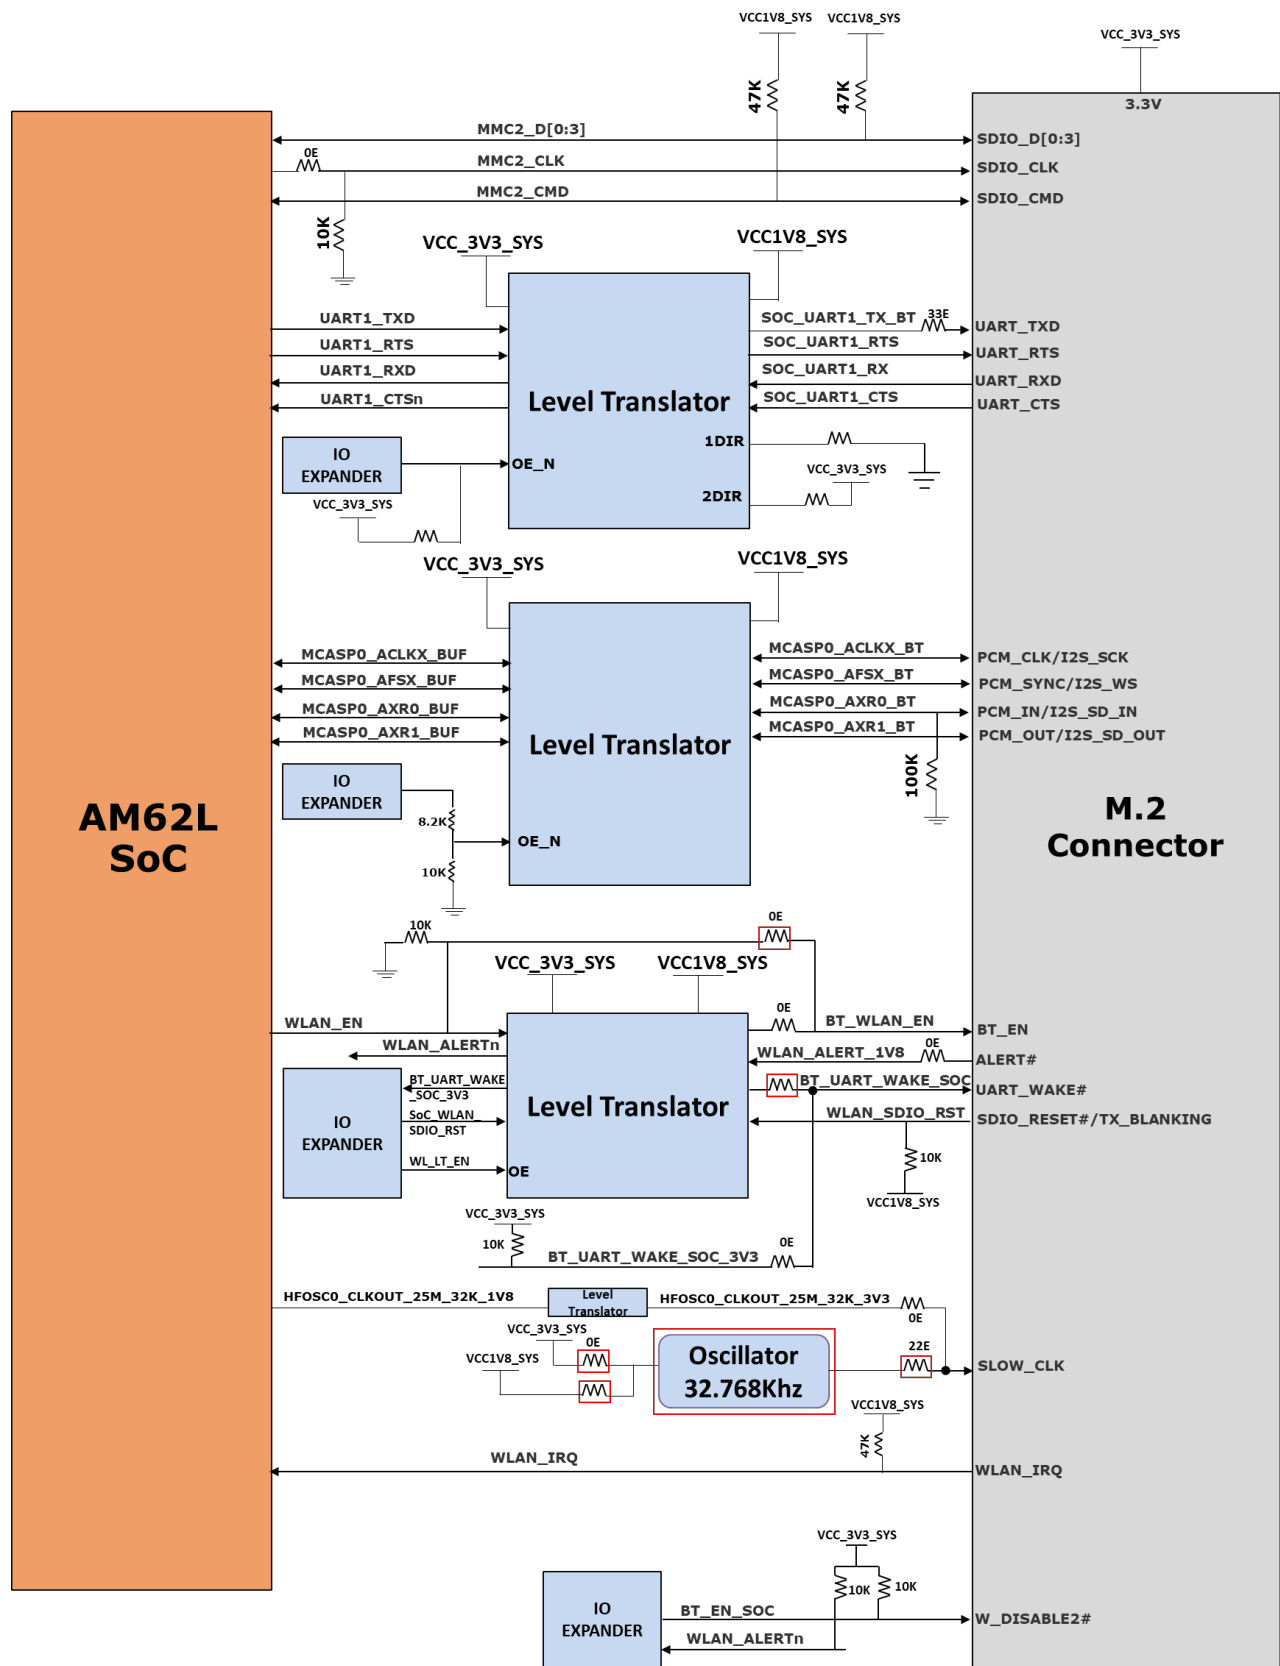 VCC1V8_SYS
VCC1V8_SYS
VCC_3V3_SYS
47K
47K
3.3V
MMC2_D[0:3]
SDIO_D[0:3]
0E
MMC2_CLK
SDIO_CLK
MMC2_CMD
SDIO_CMD
10K
VCC_3V3_SYS
VCC1V8_SYS
UART1_TXD
SOC_UART1_TX_BT
33E
UART_TXD
UART1_RTS
SOC_UART1_RTS
UART_RTS
UART1_RXD
SOC_UART1_RX
UART_RXD
UART1_CTSn
SOC_UART1_CTS
UART_CTS
Level Translator
1DIR
IO
EXPANDER
OE_N
VCC_3V3_SYS
2DIR
VCC_3V3_SYS
VCC_3V3_SYS
VCC1V8_SYS
MCASP0_ACLKX_BUF
MCASP0_ACLKX_BT
PCM_CLK/I2S_SCK
MCASP0_AFSX_BUF
MCASP0_AFSX_BT
PCM_SYNC/I2S_WS
MCASP0_AXR0_BUF
MCASP0_AXR0_BT
PCM_IN/I2S_SD_IN
MCASP0_AXR1_BUF
MCASP0_AXR1_BT
PCM_OUT/I2S_SD_OUT
Level Translator
100K
IO
EXPANDER
8.2K
OE_N
10K
AM62L
SoC
M.2
Connector
10K
0E
VCC_3V3_SYS
VCC1V8_SYS
WLAN_EN
0E
BT_WLAN_EN
BT_EN
WLAN_ALERTn
WLAN_ALERT_1V8
0E
ALERT#
BT_UART_WAKE
_SOC_3V3
BT_UART_WAKE_SOC
UART_WAKE#
SoC_WLAN_
SDIO_RST
Level Translator
WLAN_SDIO_RST
SDIO_RESET#/TX_BLANKING
IO
EXPANDER
WL_LT_EN
OE
10K
VCC1V8_SYS
VCC_3V3_SYS
10K
BT_UART_WAKE_SOC_3V3
0E
HFOSC0_CLKOUT_25M_32K_1V8
Level
Translator
HFOSC0_CLKOUT_25M_32K_3V3
0E
VCC_3V3_SYS
0E
VCC1V8_SYS
Oscillator
32.768Khz
22E
SLOW_CLK
VCC1V8_SYS
47K
WLAN_IRQ
WLAN_IRQ
VCC_3V3_SYS
10K
10K
IO
EXPANDER
BT_EN_SOC
W_DISABLE2#
WLAN_ALERTn